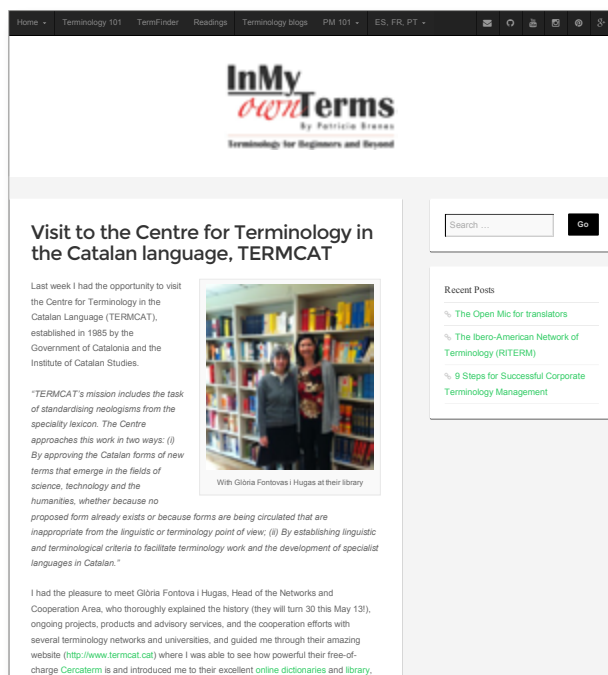 Home
Terminology 101
TermFinder
Readings
Terminology blogs
PM 101
ES, FR, PT
InMy
ownTerms
By Patricia Brenes
Terminology for Beginners and Beyond
Visit to the Centre for Terminology in
the Catalan language, TERMCAT
Last week I had the opportunity to visit
the Centre for Terminology in the
Catalan Language (TERMCAT),
established in 1985 by the
Government of Catalonia and the
Institute of Catalan Studies.
"TERMCAT's mission includes the task
of standardising neologisms from the
speciality lexicon. The Centre
approaches this work in two ways: (i)
By approving the Catalan forms of new
terms that emerge in the fields of
science, technology and the
humanities, whether because no
proposed form already exists or because forms are being circulated that are
inappropriate from the linguistic or terminology point of view; (ii) By establishing linguistic
and terminological criteria to facilitate terminology work and the development of specialist
languages in Catalan."
With Glòria Fontovas i Hugas at their library
I had the pleasure to meet Glòria Fontova i Hugas, Head of the Networks and
Cooperation Area, who thoroughly explained the history (they will turn 30 this May 13!),
ongoing projects, products and advisory services, and the cooperation efforts with
several terminology networks and universities, and guided me through their amazing
website (http://www.termcat.cat) where I was able to see how powerful their free-of-
charge Cercaterm is and introduced me to their excellent online dictionaries and library,
Search …
Go
Recent Posts
The Open Mic for translators
The Ibero-American Network of
Terminology (RITERM)
9 Steps for Successful Corporate
Terminology Management